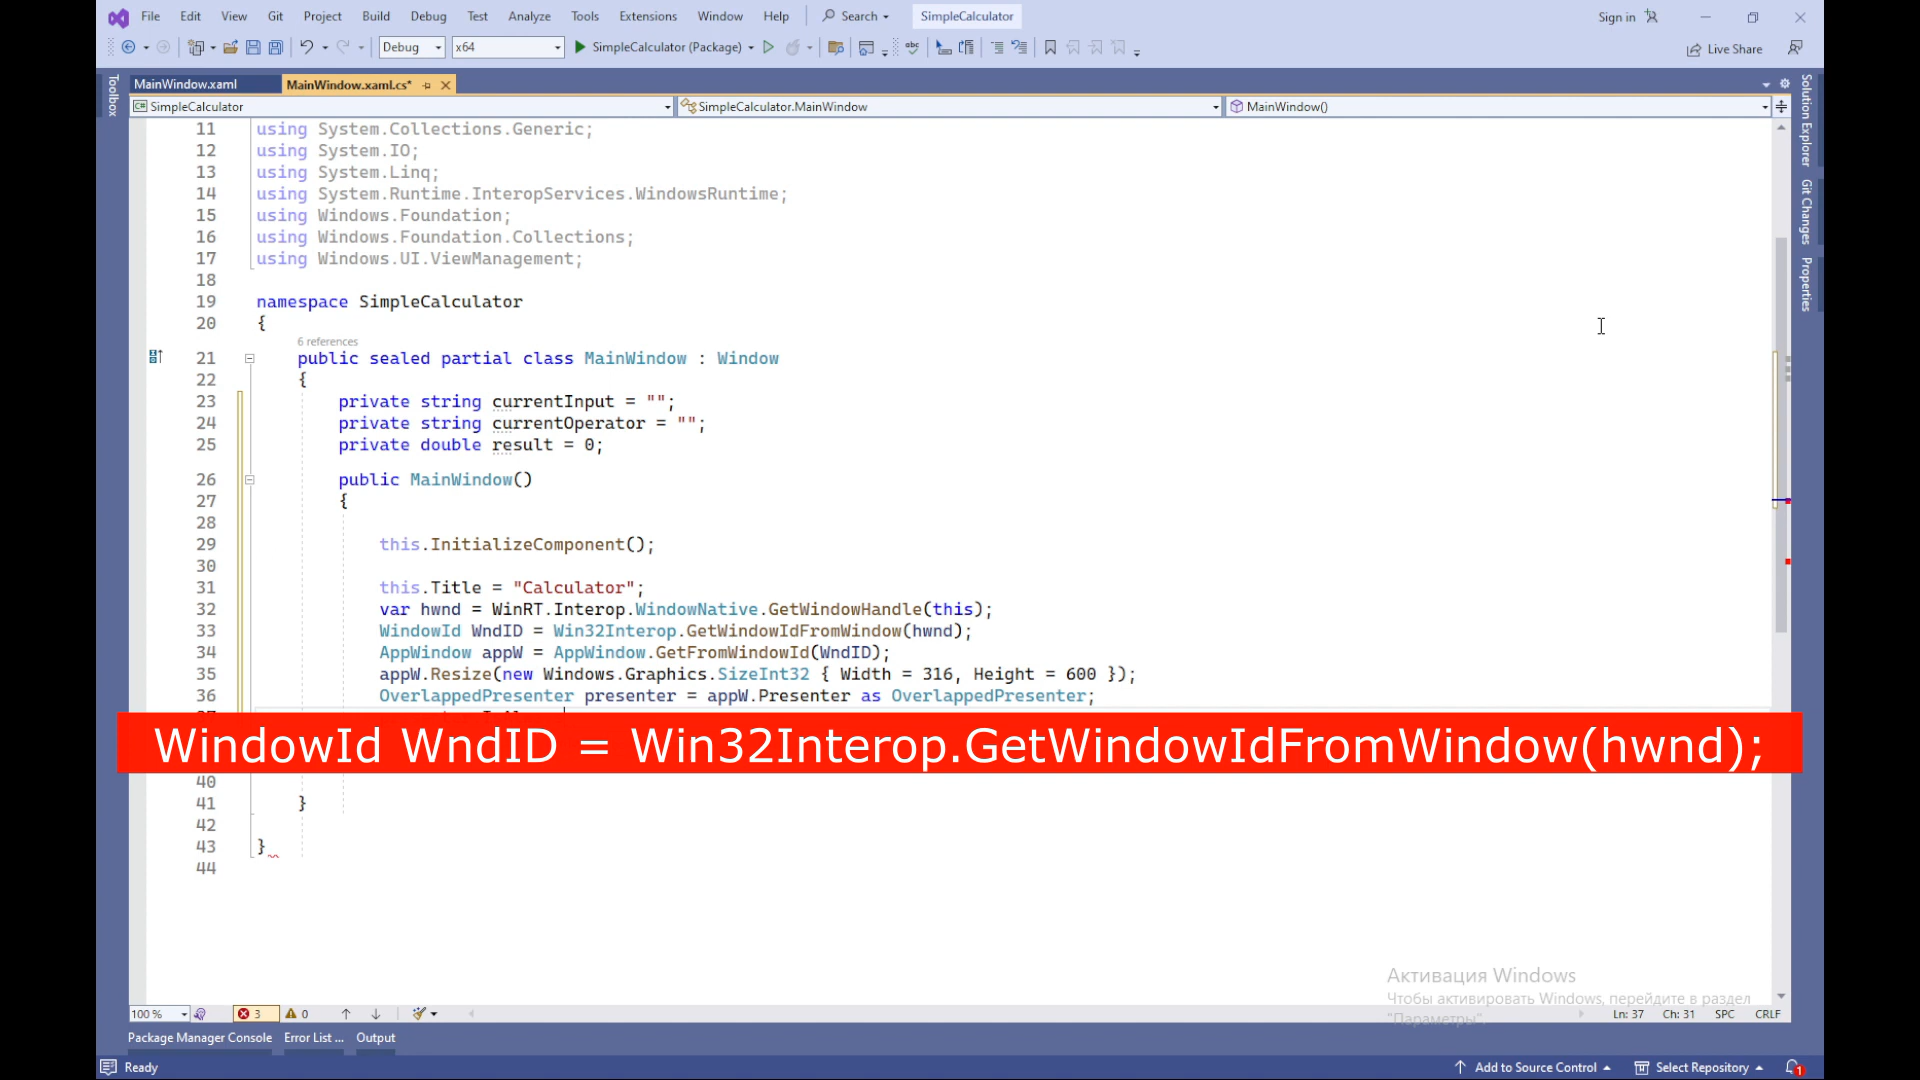 File Edit View Git Project Build Debug Test Analyze Tools Extensions Window Help Search SimpleCalculator Sign in
Debug x64 SimpleCalculator (Package) abc Live Share
MainWindow.xaml MainWindow.xaml.cs*
Toolbox
C# SimpleCalculator SimpleCalculator.MainWindow MainWindow()
Solution Explorer
Git Changes
Properties
11 using System.Collections.Generic;
12 using System.IO;
13 using System.Linq;
14 using System.Runtime.InteropServices.WindowsRuntime;
15 using Windows.Foundation;
16 using Windows.Foundation.Collections;
17 using Windows.UI.ViewManagement;
18
19 namespace SimpleCalculator
20 {
6 references
21 public sealed partial class MainWindow : Window
22 {
23 private string currentInput = "";
24 private string currentOperator = "";
25 private double result = 0;
26 public MainWindow()
27 {
28
29 this.InitializeComponent();
30
31 this.Title = "Calculator";
32 var hwnd = WinRT.Interop.WindowNative.GetWindowHandle(this);
33 WindowId WndID = Win32Interop.GetWindowIdFromWindow(hwnd);
34 AppWindow appW = AppWindow.GetFromWindowId(WndID);
35 appW.Resize(new Windows.Graphics.SizeInt32 { Width = 316, Height = 600 });
36 OverlappedPresenter presenter = appW.Presenter as OverlappedPresenter;
WindowId WndID = Win32Interop.GetWindowIdFromWindow(hwnd);
40
41 }
42
43 }
44
Активация Windows
Чтобы активировать Windows, перейдите в раздел
"Параметры".
100 % 3 0 Ln: 37 Ch: 31 SPC CRLF
Package Manager Console Error List ... Output
Ready Add to Source Control Select Repository 1